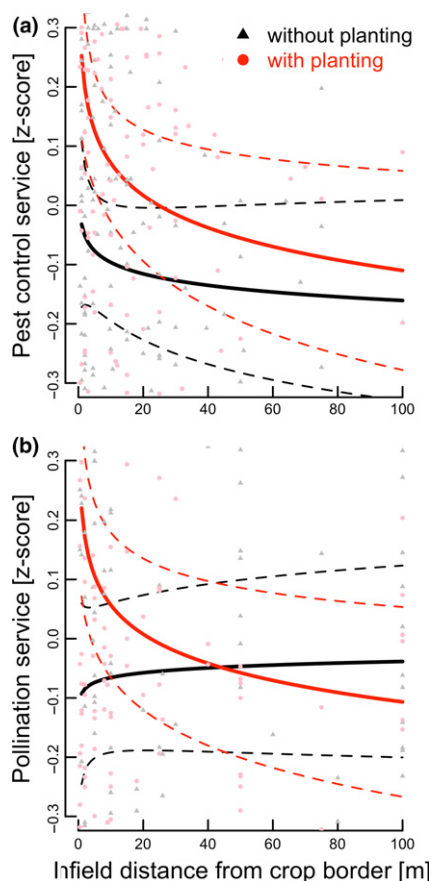 (a)
▲ without planting
● with planting
Pest control service [z-score]
0.3
0.2
0.1
0.0
−0.1
−0.2
−0.3
0 20 40 60 80 100
(b)
Pollination service [z-score]
0.3
0.2
0.1
0.0
−0.1
−0.2
−0.3
0 20 40 60 80 100
Infield distance from crop border [m]